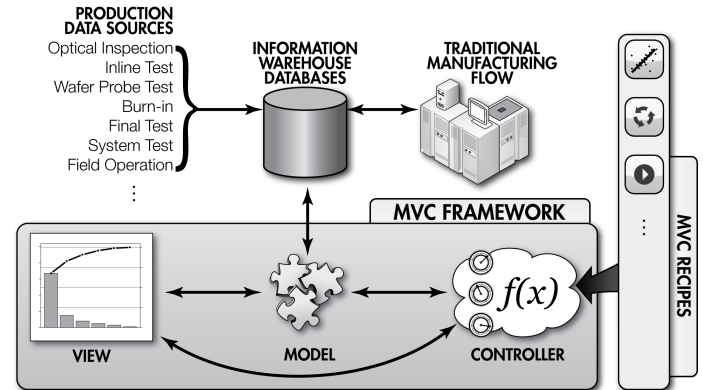 PRODUCTION
DATA SOURCES
Optical Inspection
Inline Test
Wafer Probe Test
Burn-in
Final Test
System Test
Field Operation
⋮
INFORMATION
WAREHOUSE
DATABASES
TRADITIONAL
MANUFACTURING
FLOW
MVC FRAMEWORK
VIEW
MODEL
f(x)
CONTROLLER
⋮
MVC RECIPES